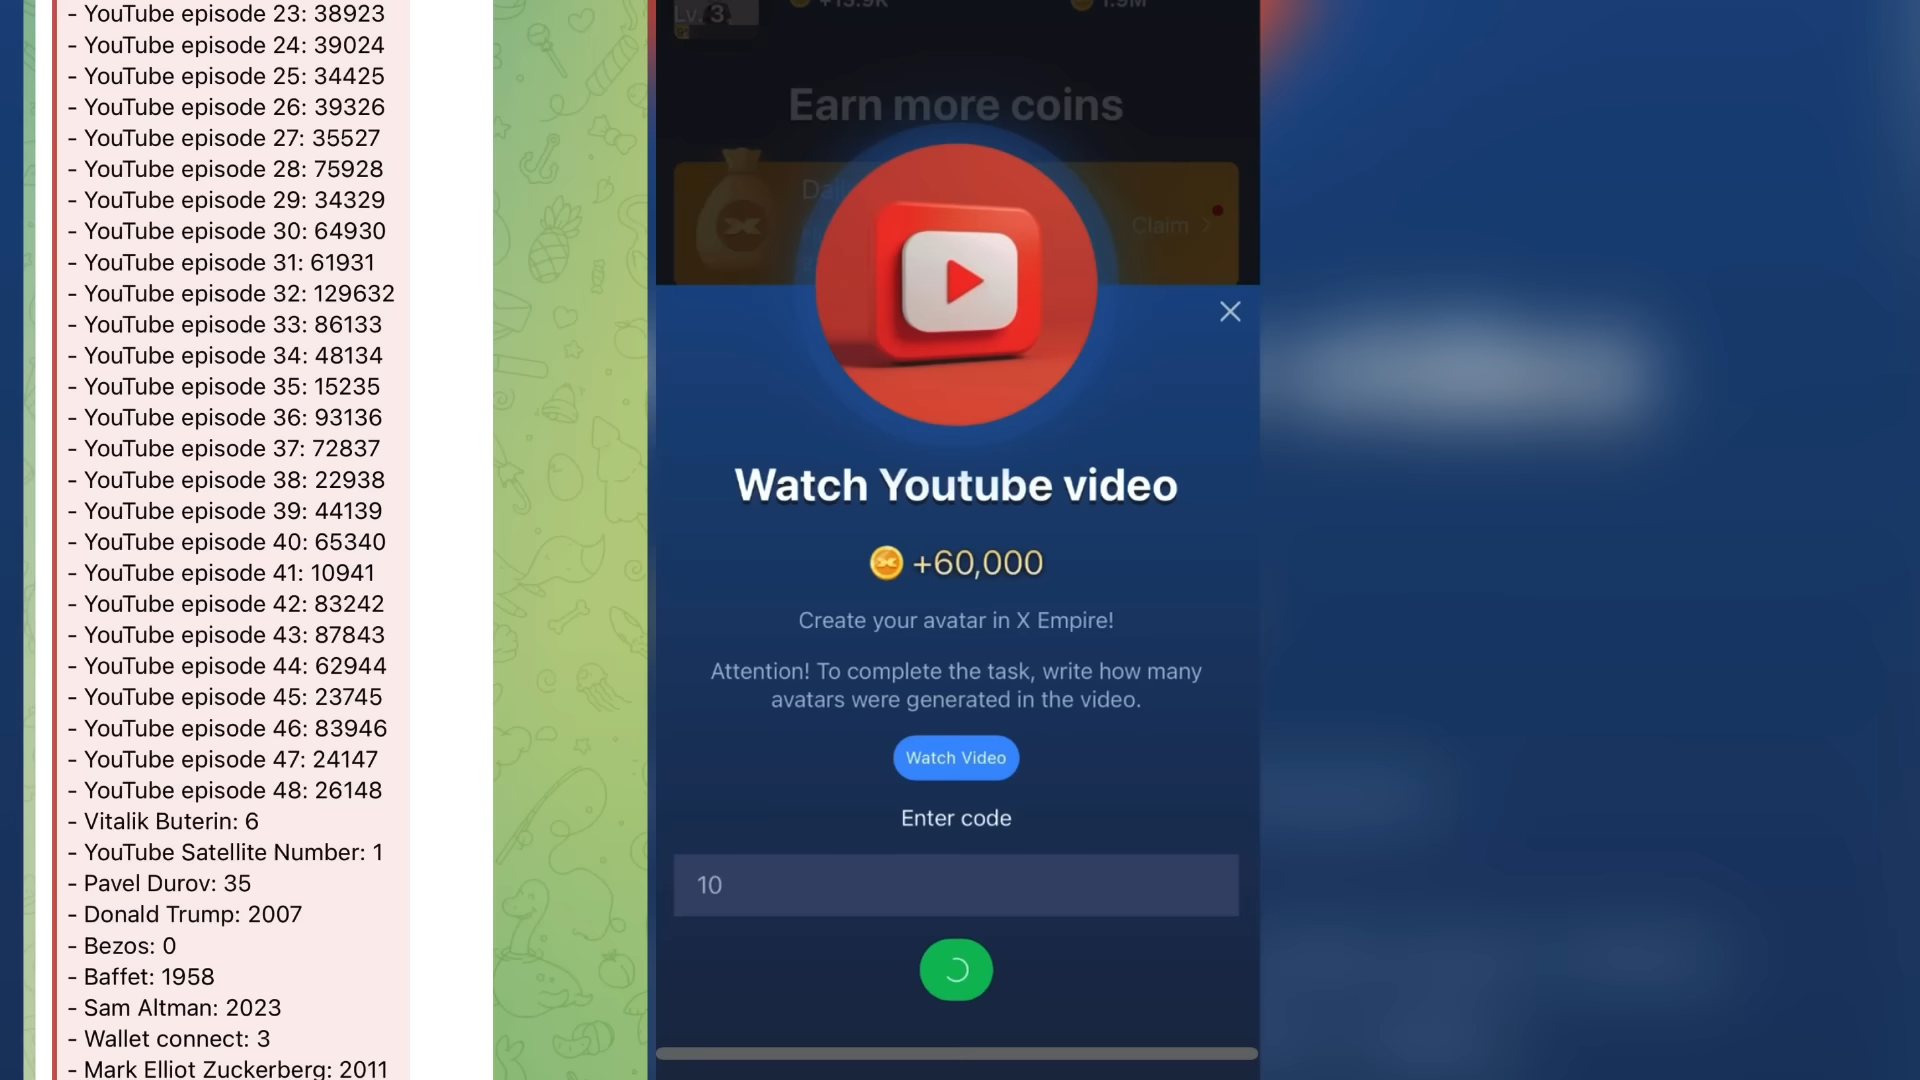 - YouTube episode 23: 38923
- YouTube episode 24: 39024
- YouTube episode 25: 34425
- YouTube episode 26: 39326
- YouTube episode 27: 35527
- YouTube episode 28: 75928
- YouTube episode 29: 34329
- YouTube episode 30: 64930
- YouTube episode 31: 61931
- YouTube episode 32: 129632
- YouTube episode 33: 86133
- YouTube episode 34: 48134
- YouTube episode 35: 15235
- YouTube episode 36: 93136
- YouTube episode 37: 72837
- YouTube episode 38: 22938
- YouTube episode 39: 44139
- YouTube episode 40: 65340
- YouTube episode 41: 10941
- YouTube episode 42: 83242
- YouTube episode 43: 87843
- YouTube episode 44: 62944
- YouTube episode 45: 23745
- YouTube episode 46: 83946
- YouTube episode 47: 24147
- YouTube episode 48: 26148
- Vitalik Buterin: 6
- YouTube Satellite Number: 1
- Pavel Durov: 35
- Donald Trump: 2007
- Bezos: 0
- Baffet: 1958
- Sam Altman: 2023
- Wallet connect: 3
- Mark Elliot Zuckerberg: 2011
Lv. 3
+13.9K
1.9M
Earn more coins
Claim
Watch Youtube video
+60,000
Create your avatar in X Empire!
Attention! To complete the task, write how many
avatars were generated in the video.
Watch Video
Enter code
10